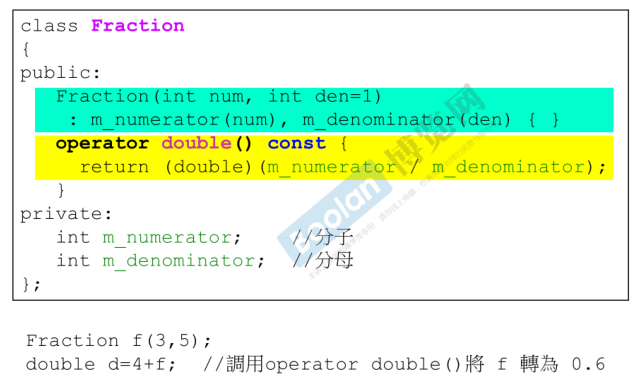 class Fraction
{
public:
Fraction(int num, int den=1)
: m_numerator(num), m_denominator(den) { }
operator double() const {
return (double)(m_numerator / m_denominator);
}
private:
int m_numerator; //分子
int m_denominator; //分母
};
Boolan 博览网
Fraction f(3,5);
double d=4+f; //調用operator double()將 f 轉為 0.6